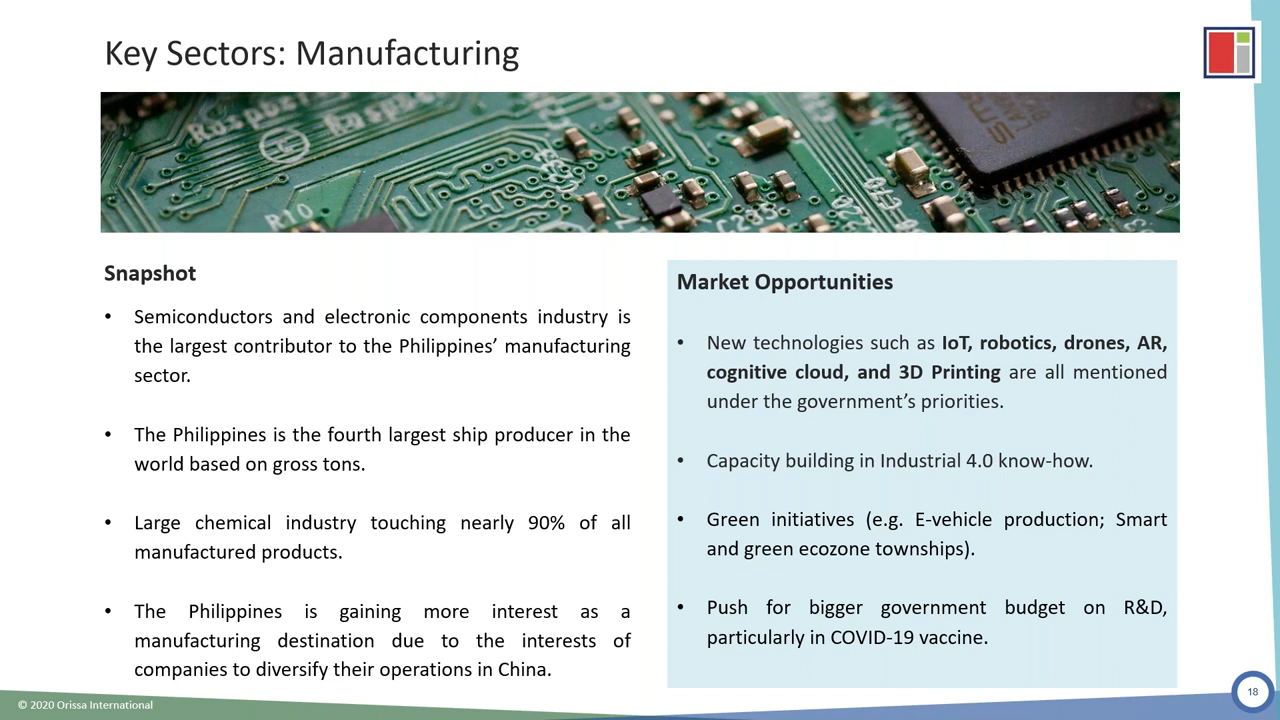 Key Sectors: Manufacturing
R10
Snapshot
• Semiconductors and electronic components industry is
the largest contributor to the Philippines’ manufacturing
sector.
• The Philippines is the fourth largest ship producer in the
world based on gross tons.
• Large chemical industry touching nearly 90% of all
manufactured products.
• The Philippines is gaining more interest as a
manufacturing destination due to the interests of
companies to diversify their operations in China.
Market Opportunities
• New technologies such as IoT, robotics, drones, AR,
cognitive cloud, and 3D Printing are all mentioned
under the government’s priorities.
• Capacity building in Industrial 4.0 know-how.
• Green initiatives (e.g. E-vehicle production; Smart
and green ecozone townships).
• Push for bigger government budget on R&D,
particularly in COVID-19 vaccine.
© 2020 Orissa International
18